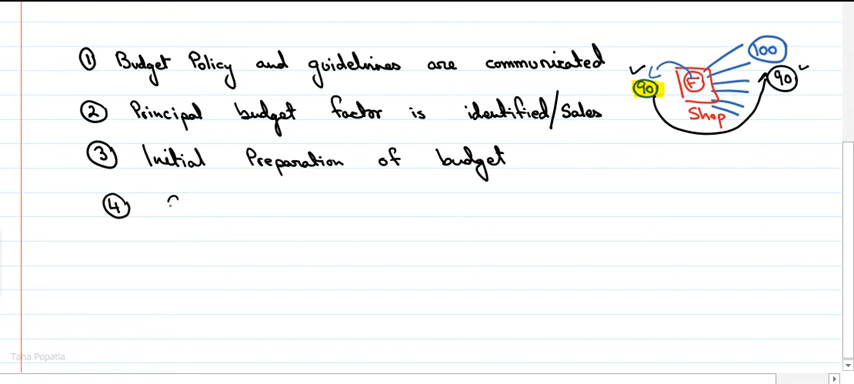 ① Budget Policy and guidelines are communicated
② Principal budget factor is identified/Sales
③ Initial Preparation of budget
④
100
90
90
F
Shop
Taha Popatia